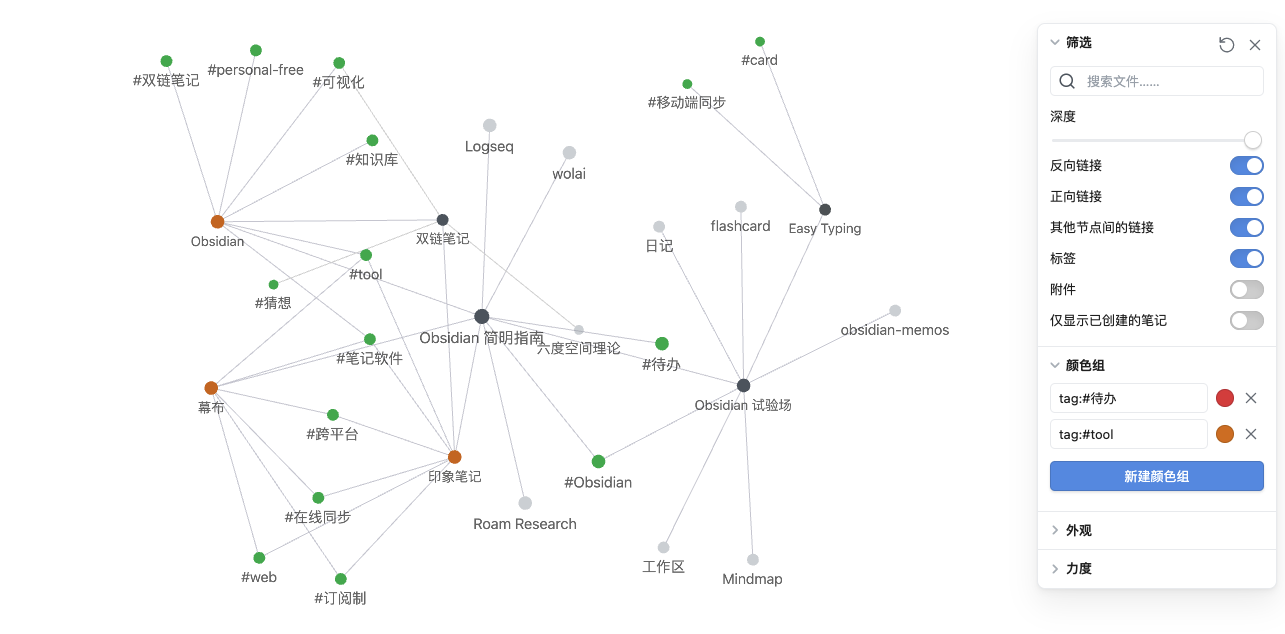 #card
#personal-free
#双链笔记
#可视化
#移动端同步
Logseq
#知识库
wolai
flashcard
Easy Typing
双链笔记
Obsidian
日记
#tool
#猜想
obsidian-memos
Obsidian 简明指南
六度空间理论
#笔记软件
#待办
幕布
Obsidian 试验场
#跨平台
印象笔记
#Obsidian
#在线同步
Roam Research
工作区
#web
Mindmap
#订阅制
筛选
搜索文件......
深度
反向链接
正向链接
其他节点间的链接
标签
附件
仅显示已创建的笔记
颜色组
tag:#待办
tag:#tool
新建颜色组
外观
力度